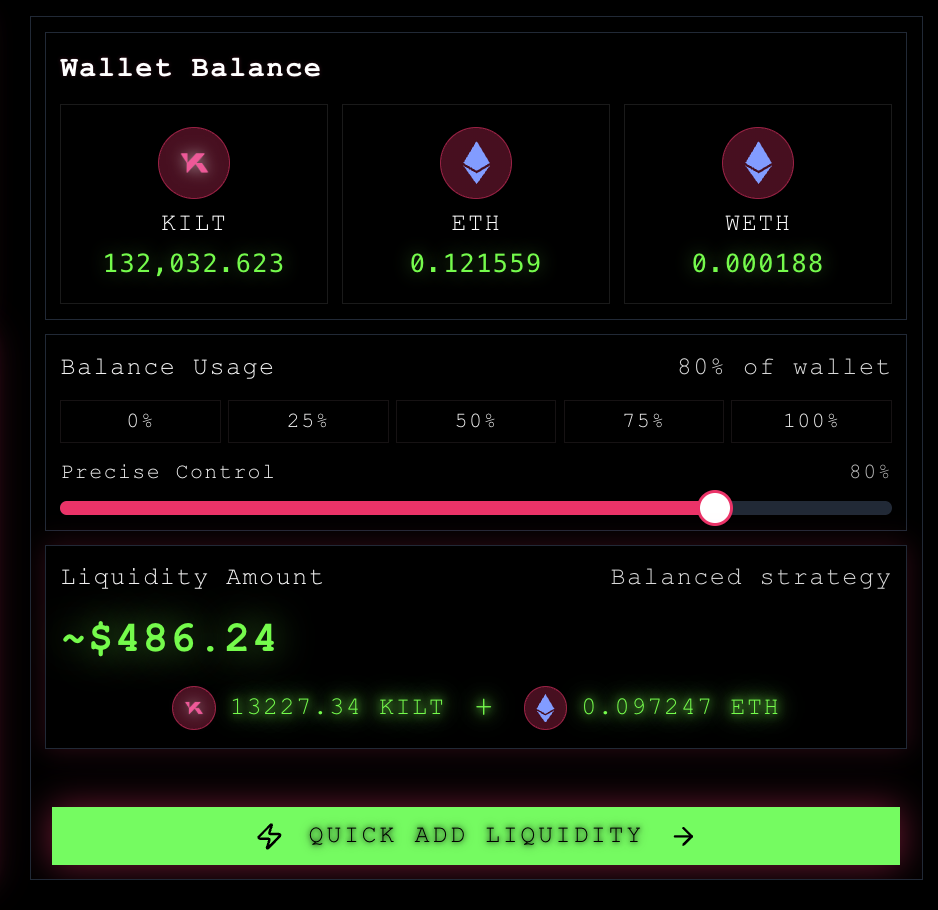 Wallet Balance
KILT
132,032.623
ETH
0.121559
WETH
0.000188
Balance Usage
80% of wallet
0%
25%
50%
75%
100%
Precise Control
80%
Liquidity Amount
Balanced strategy
~$486.24
13227.34 KILT + 0.097247 ETH
QUICK ADD LIQUIDITY →